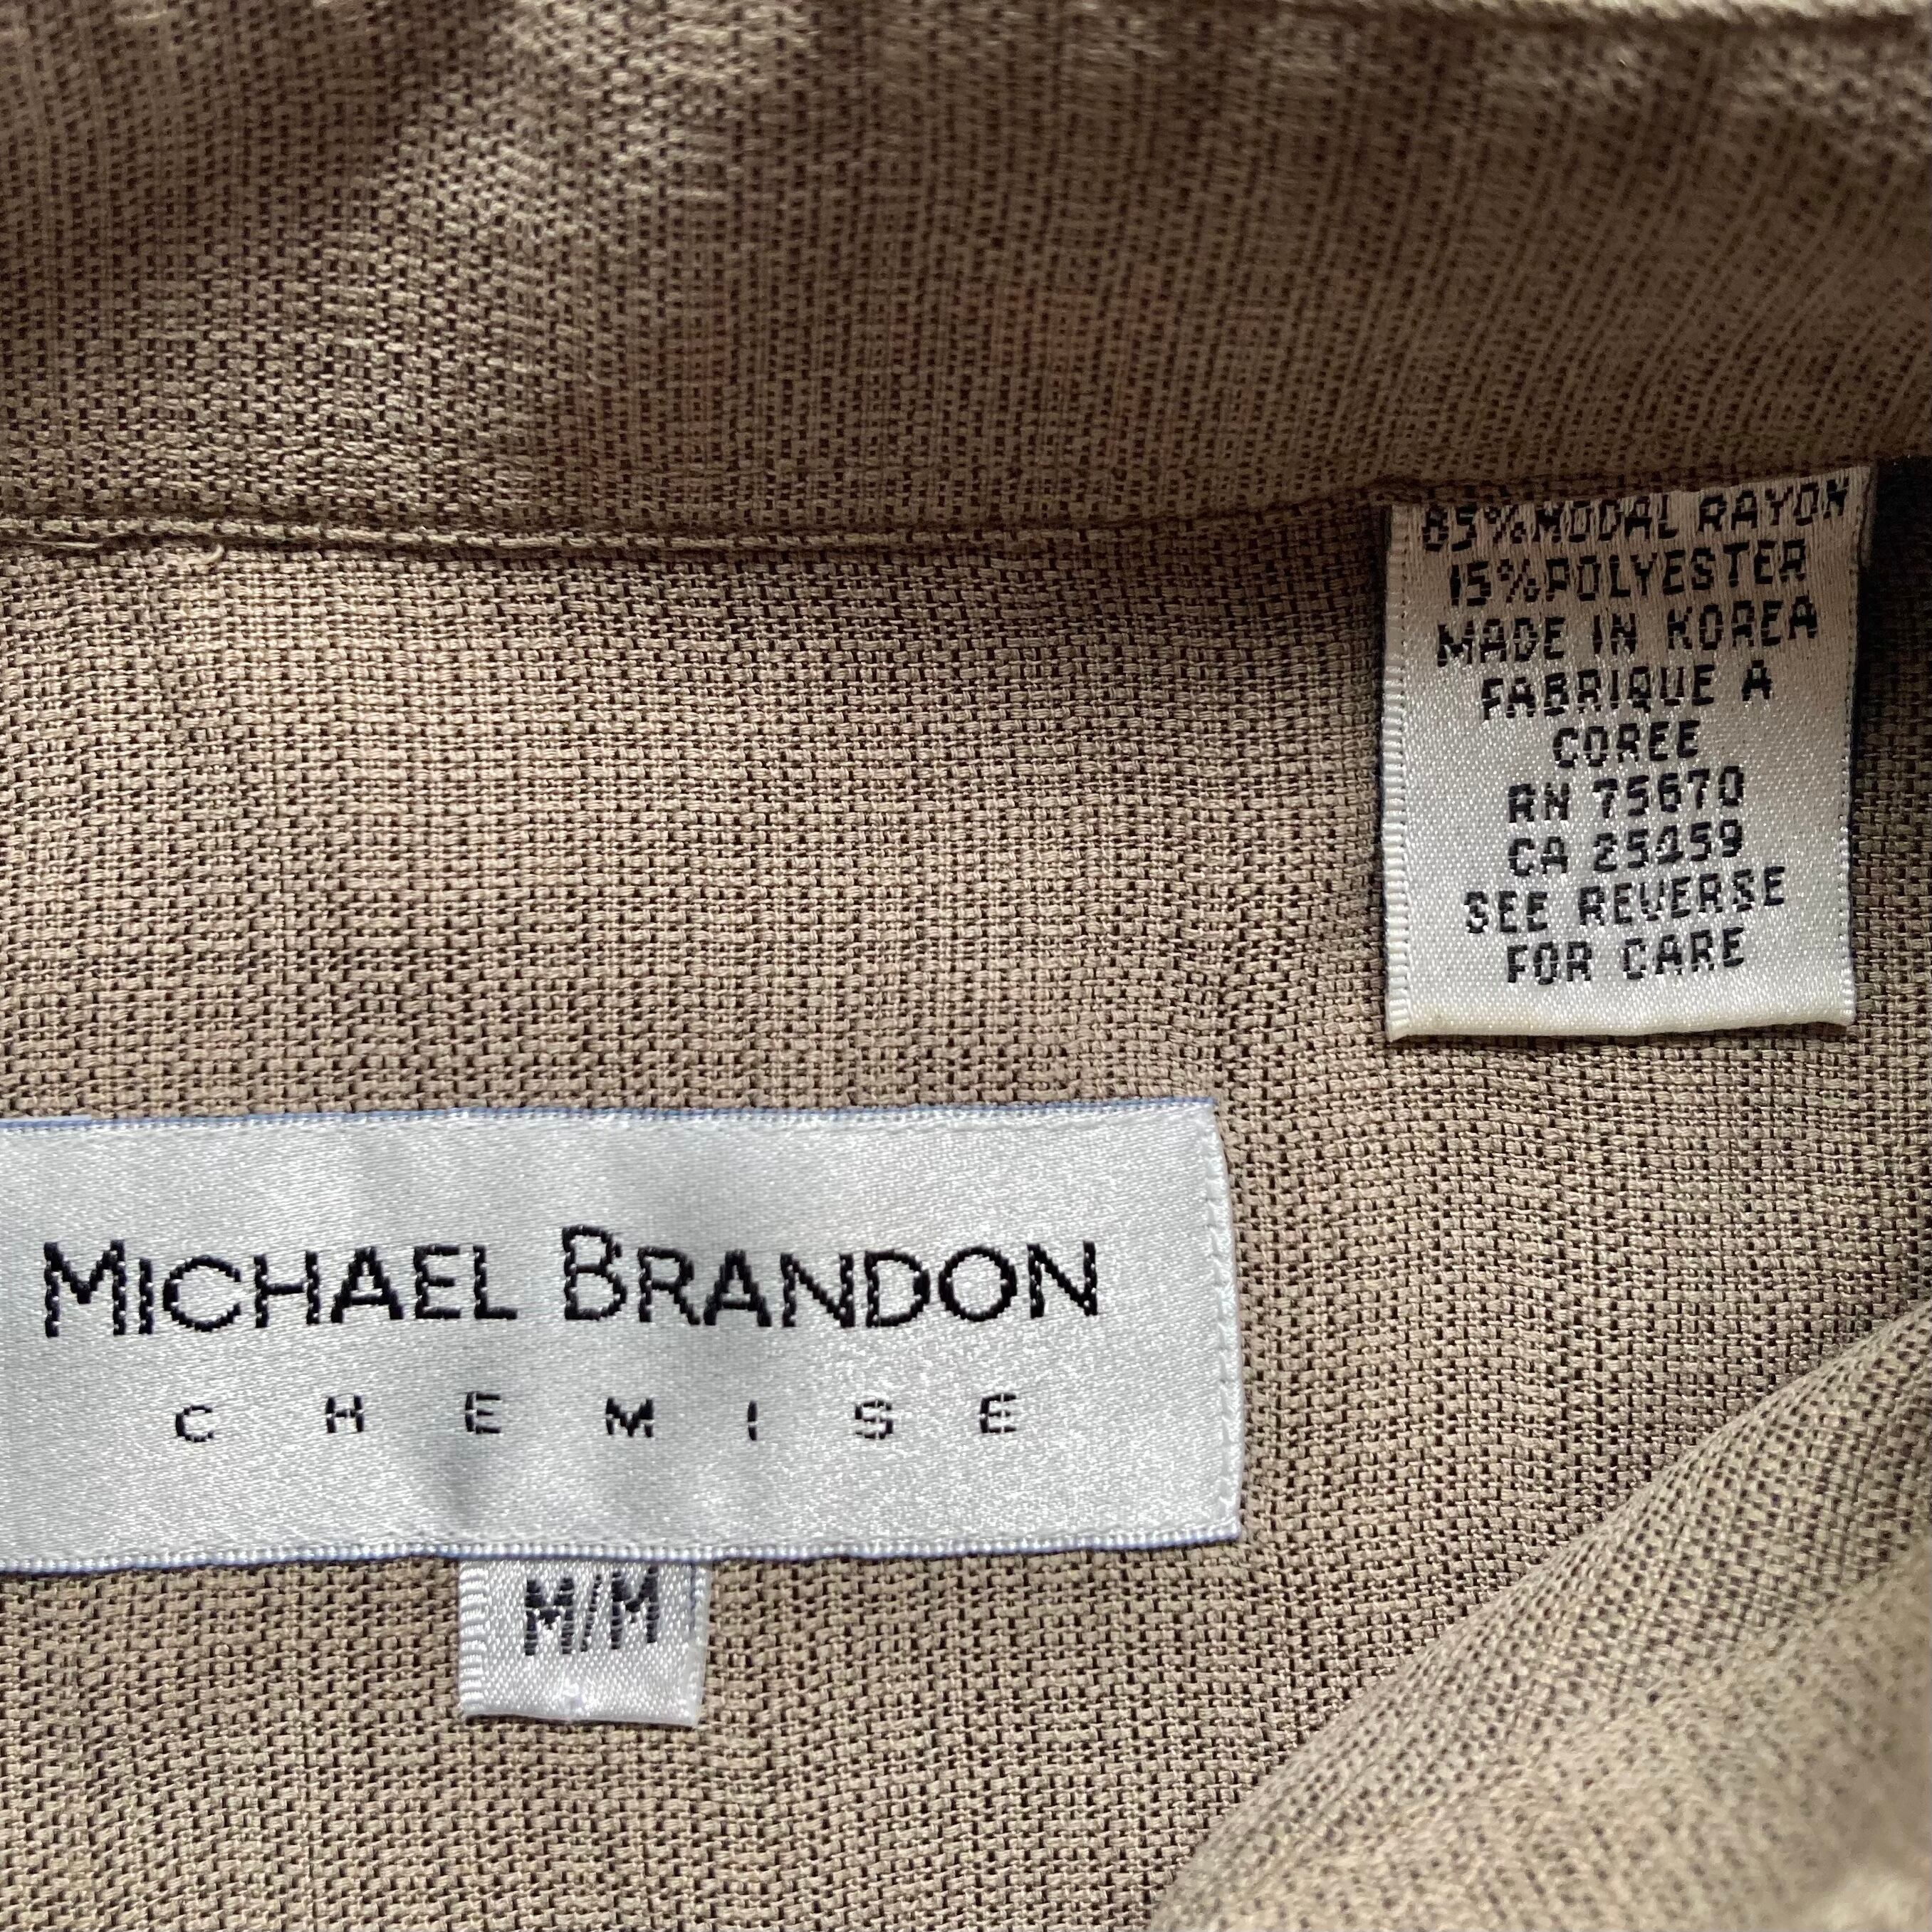 85%MODAL RAYON
15%POLYESTER
MADE IN KOREA
FABRIQUE A
COREE
RN 75670
CA 25159
SEE REVERSE
FOR CARE
MICHAEL BRANDON
CHEMISE
M/M